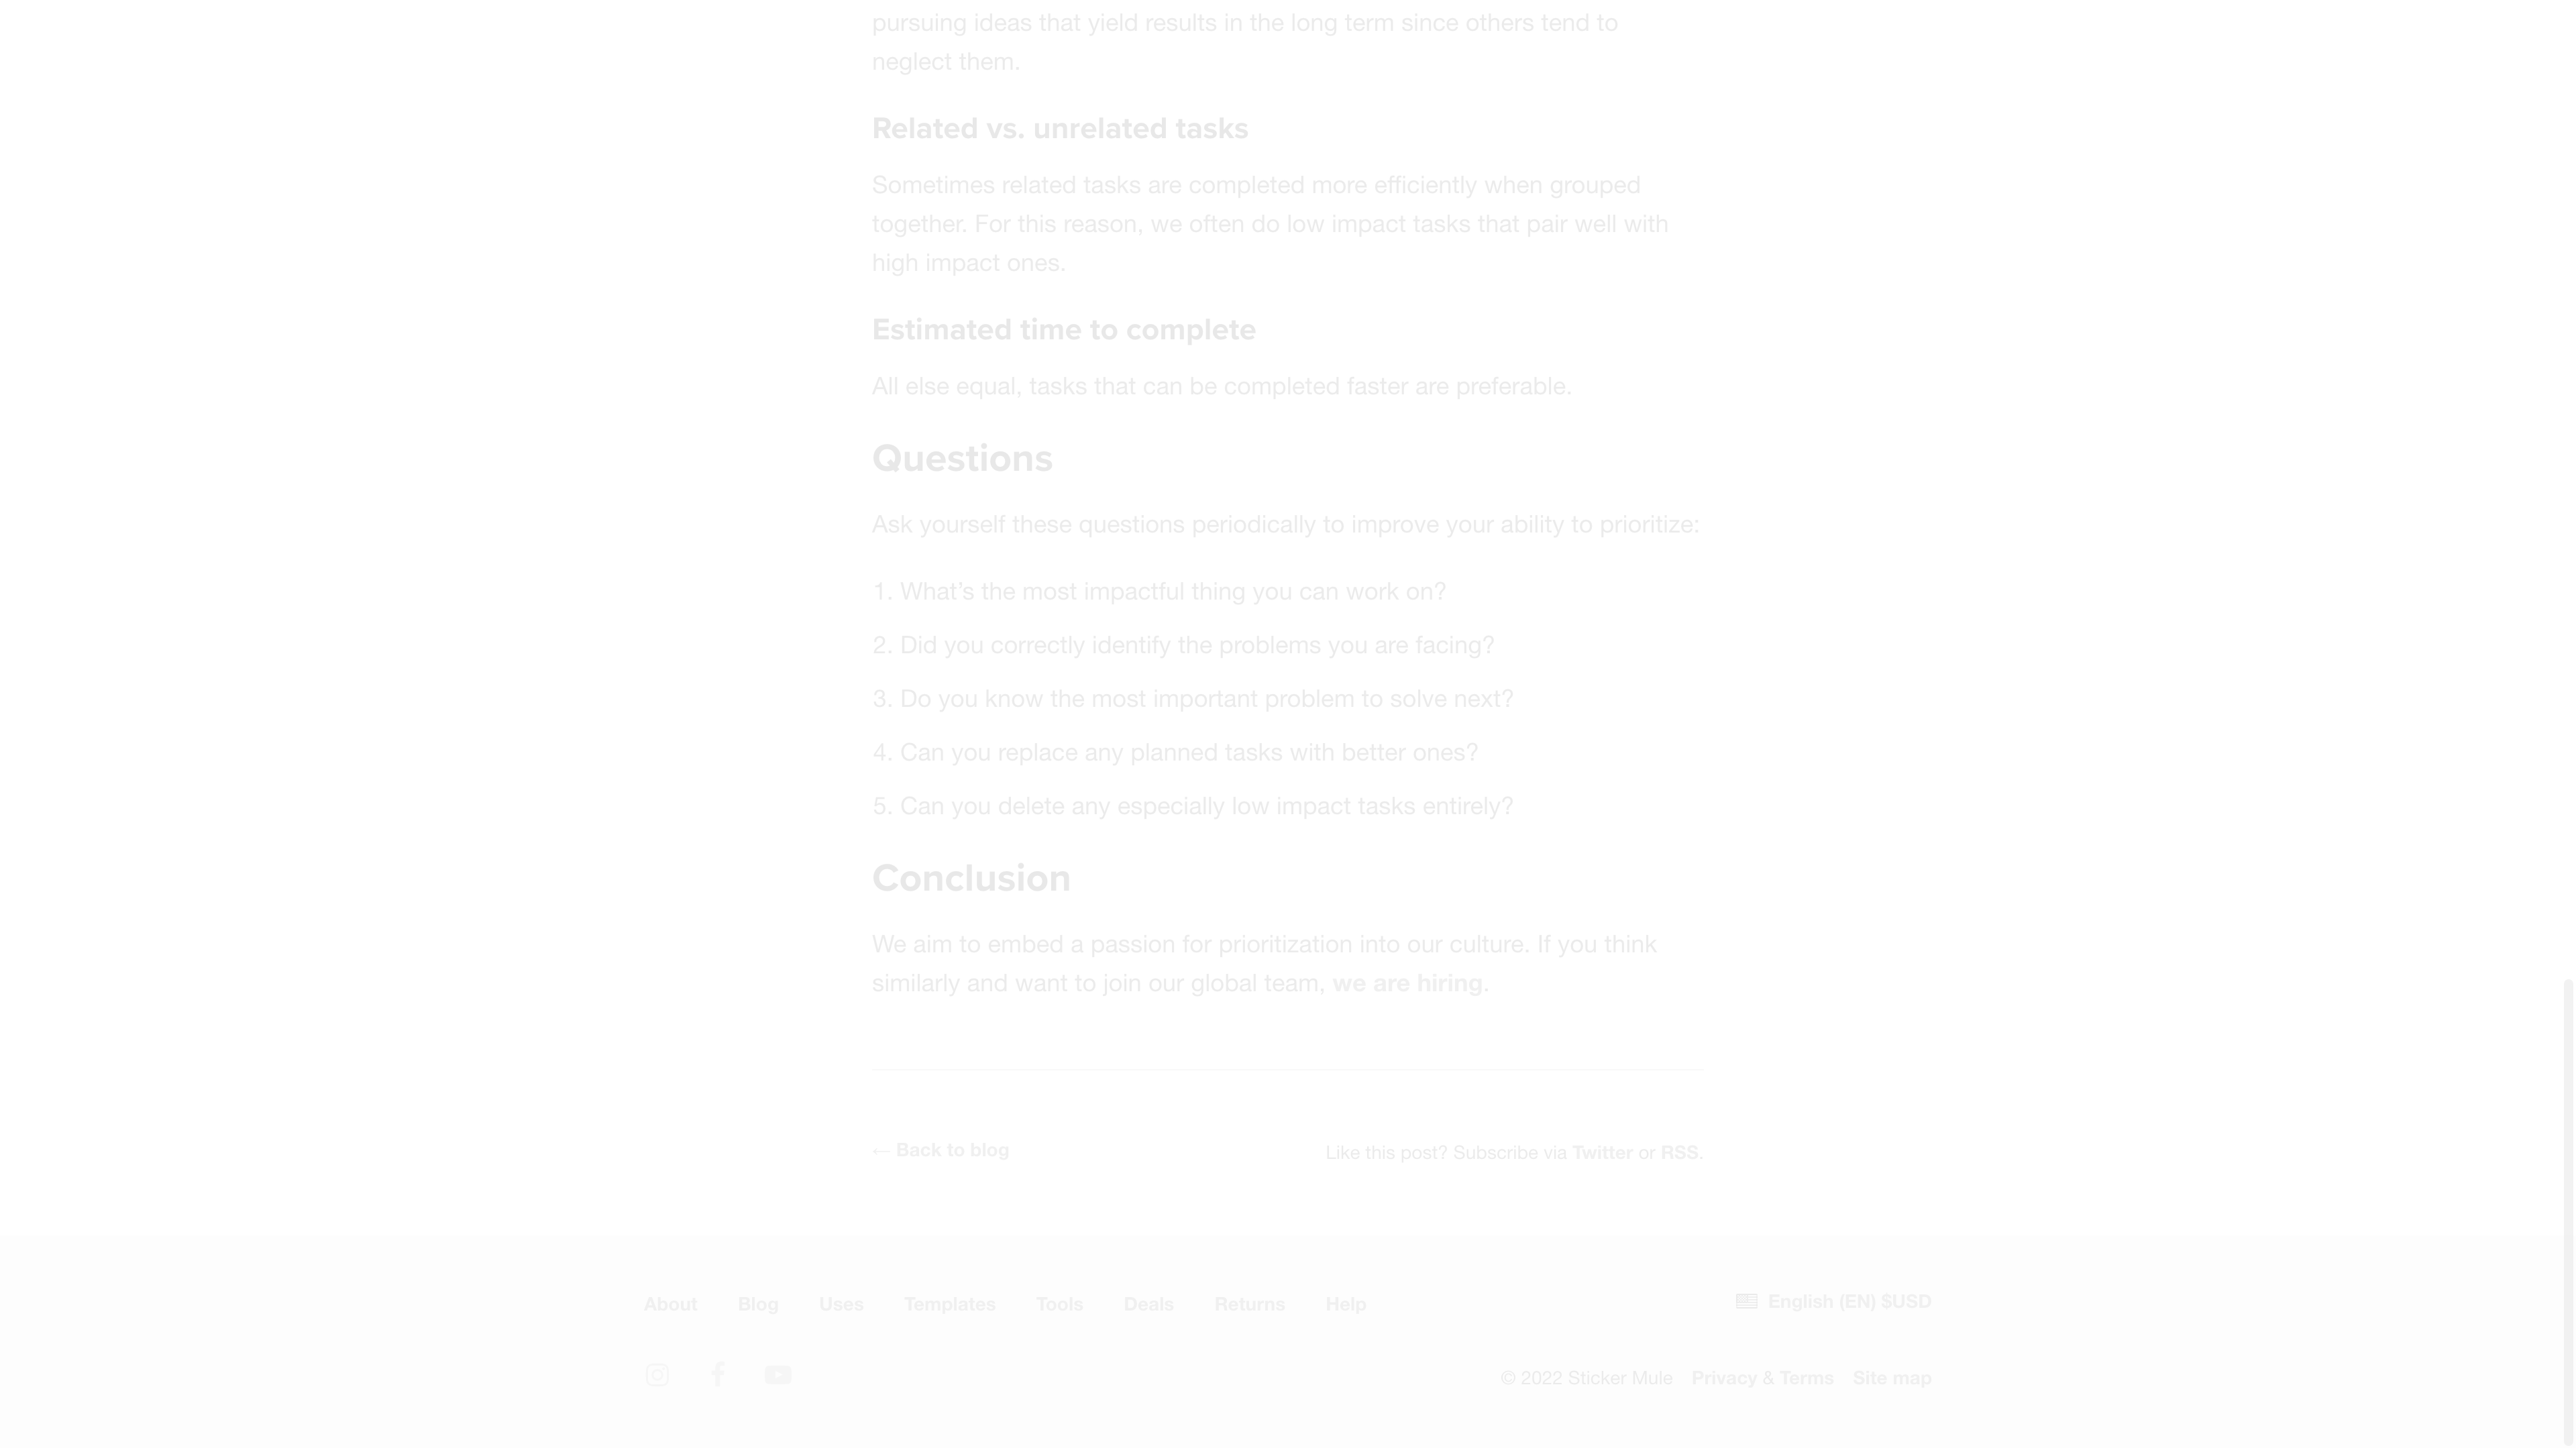 pursuing ideas that yield results in the long term since others tend to
neglect them.
Related vs. unrelated tasks
Sometimes related tasks are completed more efficiently when grouped
together. For this reason, we often do low impact tasks that pair well with
high impact ones.
Estimated time to complete
All else equal, tasks that can be completed faster are preferable.
Questions
Ask yourself these questions periodically to improve your ability to prioritize:
1. What’s the most impactful thing you can work on?
2. Did you correctly identify the problems you are facing?
3. Do you know the most important problem to solve next?
4. Can you replace any planned tasks with better ones?
5. Can you delete any especially low impact tasks entirely?
Conclusion
We aim to embed a passion for prioritization into our culture. If you think
similarly and want to join our global team, we are hiring.
← Back to blog
Like this post? Subscribe via Twitter or RSS.
About Blog Uses Templates Tools Deals Returns Help
English (EN) $USD
© 2022 Sticker Mule Privacy & Terms Site map